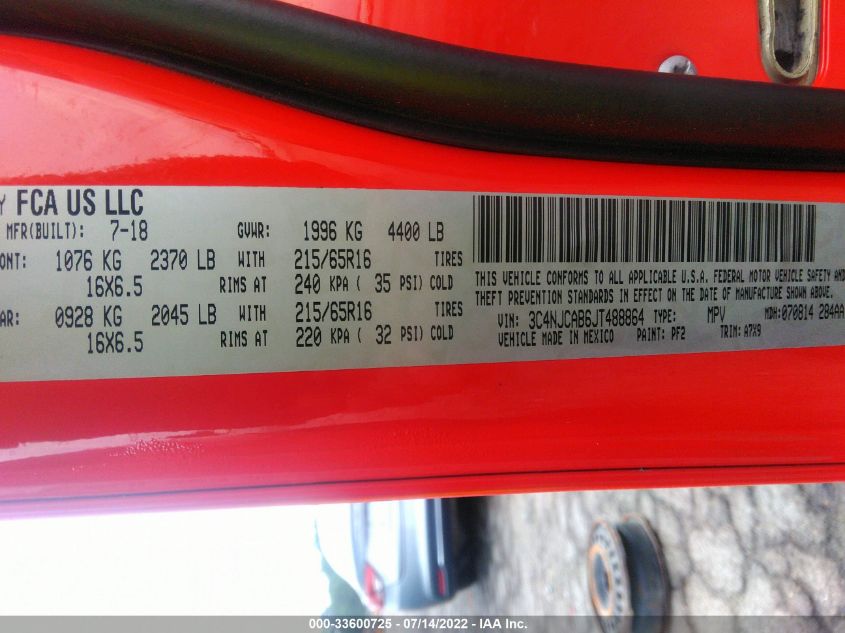 FCA US LLC
MFR(BUILT): 7-18 GVWR: 1996 KG 4400 LB
1076 KG 2370 LB WITH 215/65R16 TIRES
16X6.5 RIMS AT 240 KPA ( 35 PSI) COLD
0928 KG 2045 LB WITH 215/65R16 TIRES
16X6.5 RIMS AT 220 KPA ( 32 PSI) COLD
THIS VEHICLE CONFORMS TO ALL APPLICABLE U.S.A. FEDERAL MOTOR VEHICLE SAFETY AND
THEFT PREVENTION STANDARDS IN EFFECT ON THE DATE OF MANUFACTURE SHOWN ABOVE.
VIN: 3C4NJCAB6JT488864 TYPE: MPV MDH: 070814 284AA
VEHICLE MADE IN MEXICO PAINT: PF2 TRIM: A7X9
000-33600725 - 07/14/2022 - IAA Inc.